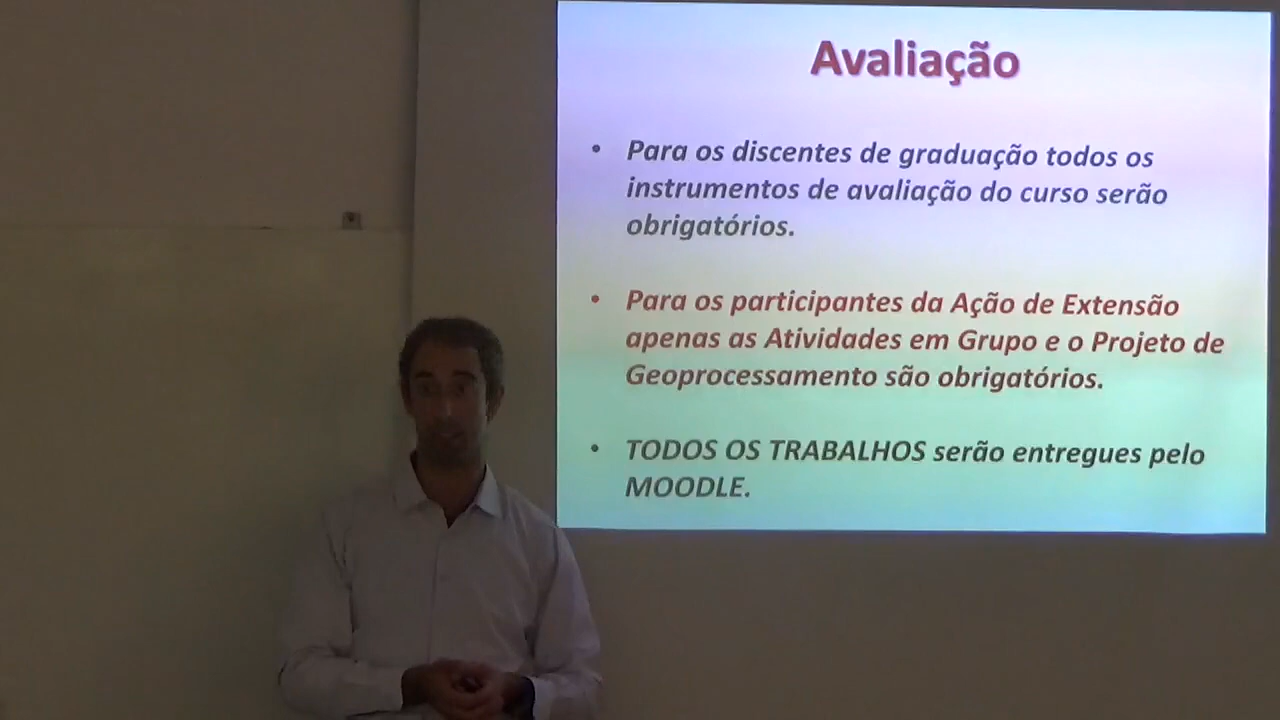 Avaliação
• Para os discentes de graduação todos os
instrumentos de avaliação do curso serão
obrigatórios.
• Para os participantes da Ação de Extensão
apenas as Atividades em Grupo e o Projeto de
Geoprocessamento são obrigatórios.
• TODOS OS TRABALHOS serão entregues pelo
MOODLE.